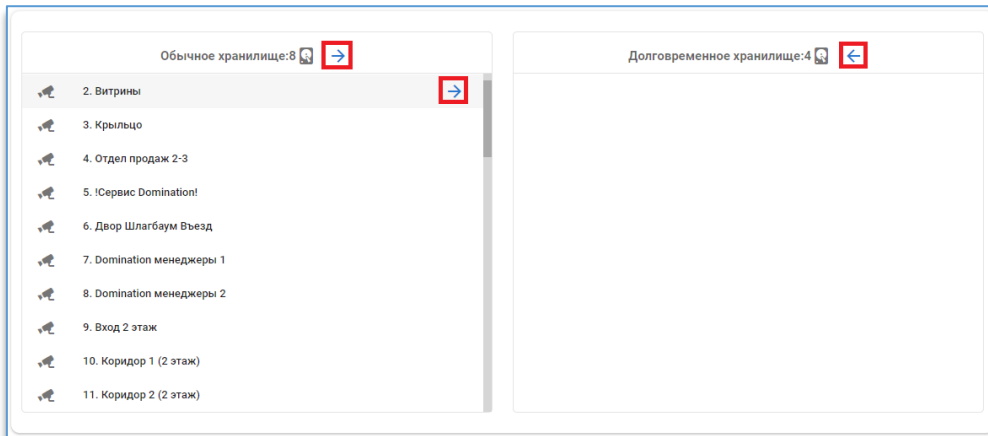 Обычное хранилище:8
2. Витрины
3. Крыльцо
4. Отдел продаж 2-3
5. !Сервис Domination!
6. Двор Шлагбаум Въезд
7. Domination менеджеры 1
8. Domination менеджеры 2
9. Вход 2 этаж
10. Коридор 1 (2 этаж)
11. Коридор 2 (2 этаж)
Долговременное хранилище:4